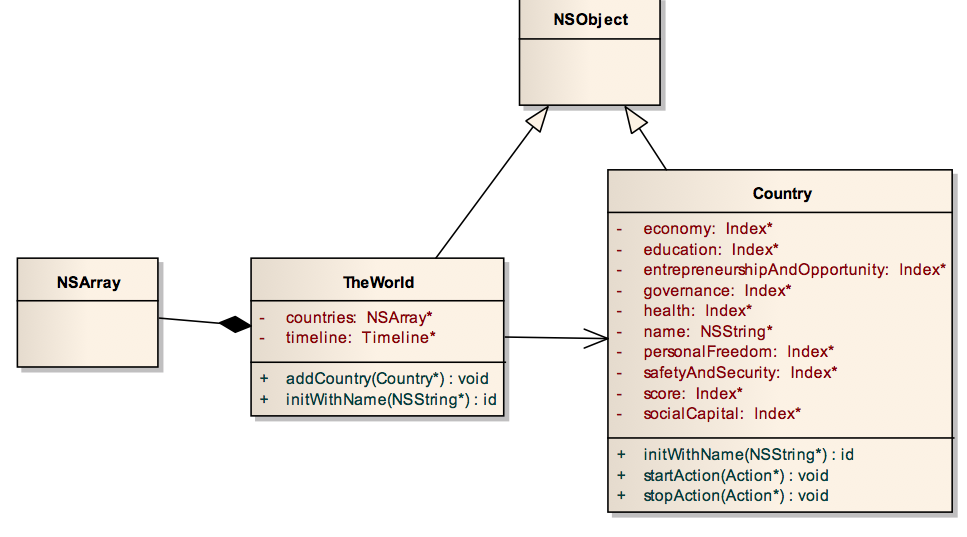 NSObject
NSArray
TheWorld
- countries: NSArray*
- timeline: Timeline*
+ addCountry(Country*) : void
+ initWithName(NSString*) : id
Country
- economy: Index*
- education: Index*
- entrepreneurshipAndOpportunity: Index*
- governance: Index*
- health: Index*
- name: NSString*
- personalFreedom: Index*
- safetyAndSecurity: Index*
- score: Index*
- socialCapital: Index*
+ initWithName(NSString*) : id
+ startAction(Action*) : void
+ stopAction(Action*) : void